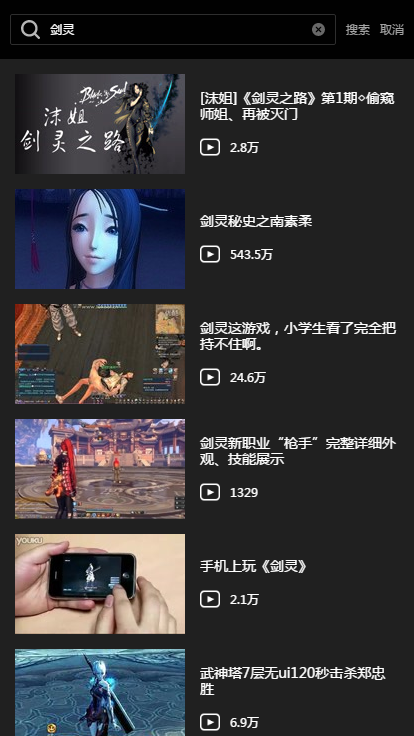 剑灵
搜索 取消
Blade & Soul
沫姐
剑灵之路
[沫姐]《剑灵之路》第1期◇偷窥
师姐、再被灭门
2.8万
剑灵秘史之南素柔
543.5万
剑灵这游戏，小学生看了完全把
持不住啊。
24.6万
剑灵新职业“枪手”完整详细外
观、技能展示
1329
YOUKU
手机上玩《剑灵》
2.1万
武神塔7层无ui120秒击杀郑忠
胜
6.9万